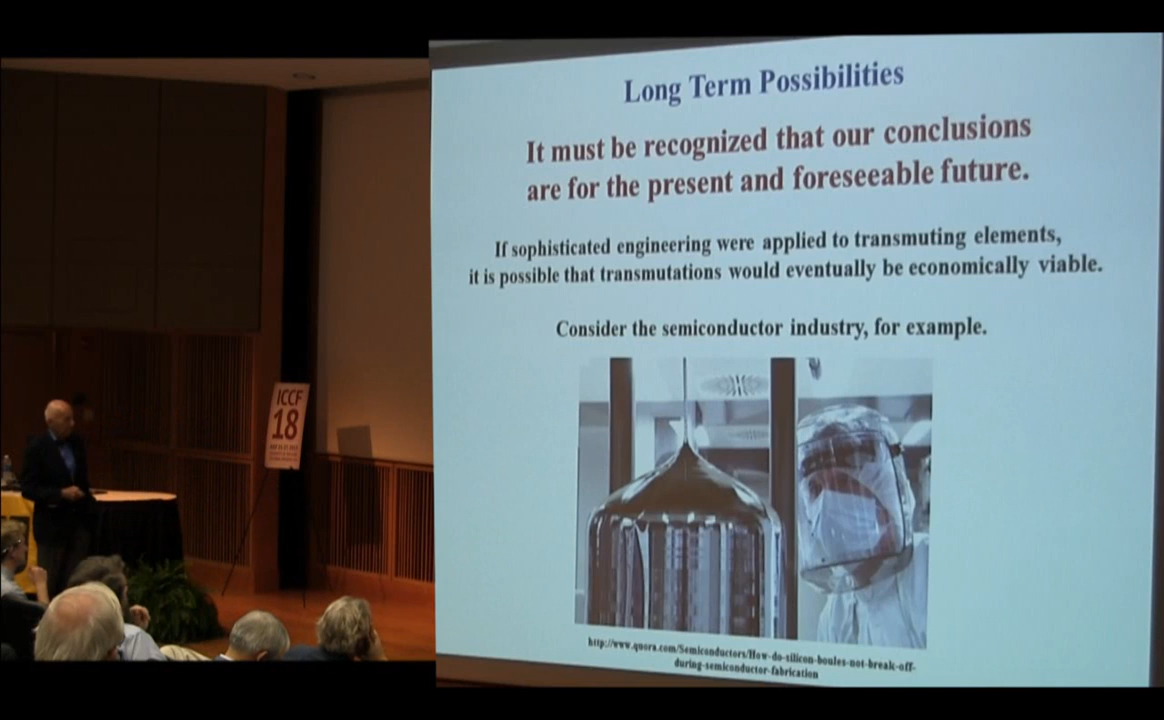 Long Term Possibilities
It must be recognized that our conclusions
are for the present and foreseeable future.
If sophisticated engineering were applied to transmuting elements,
it is possible that transmutations would eventually be economically viable.
Consider the semiconductor industry, for example.
http://www.quora.com/Semiconductors/How-do-silicon-boules-not-break-off-
during-semiconductor-fabrication
ICCF
18